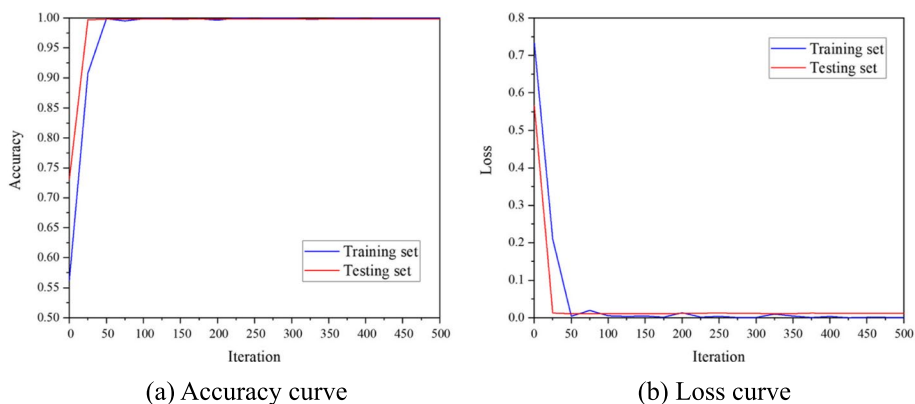 1.00
0.95
0.90
0.85
0.80
0.75
0.70
0.65
0.60
0.55
0.50
Accuracy
Training set
Testing set
0 50 100 150 200 250 300 350 400 450 500
Iteration
(a) Accuracy curve
0.8
0.7
0.6
0.5
0.4
0.3
0.2
0.1
0.0
Loss
Training set
Testing set
0 50 100 150 200 250 300 350 400 450 500
Iteration
(b) Loss curve